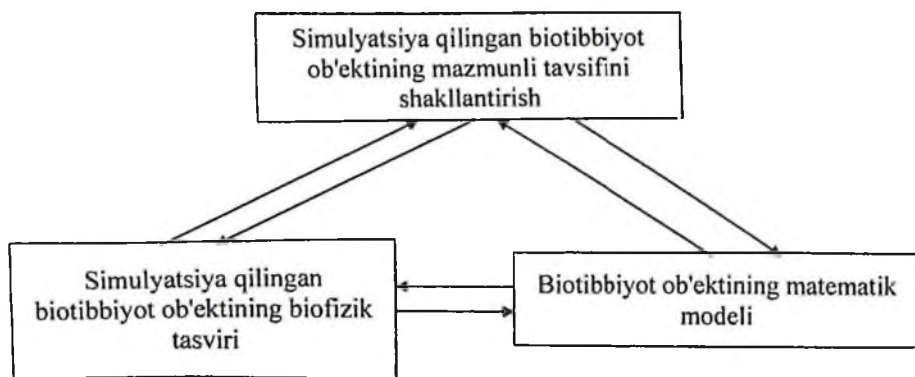 Simulyatsiya qilingan biotibbiyot
ob'ektining mazmunli tavsifini
shakllantirish
Simulyatsiya qilingan
biotibbiyot ob'ektining biofizik
tasviri
Biotibbiyot ob'ektining matematik
modeli